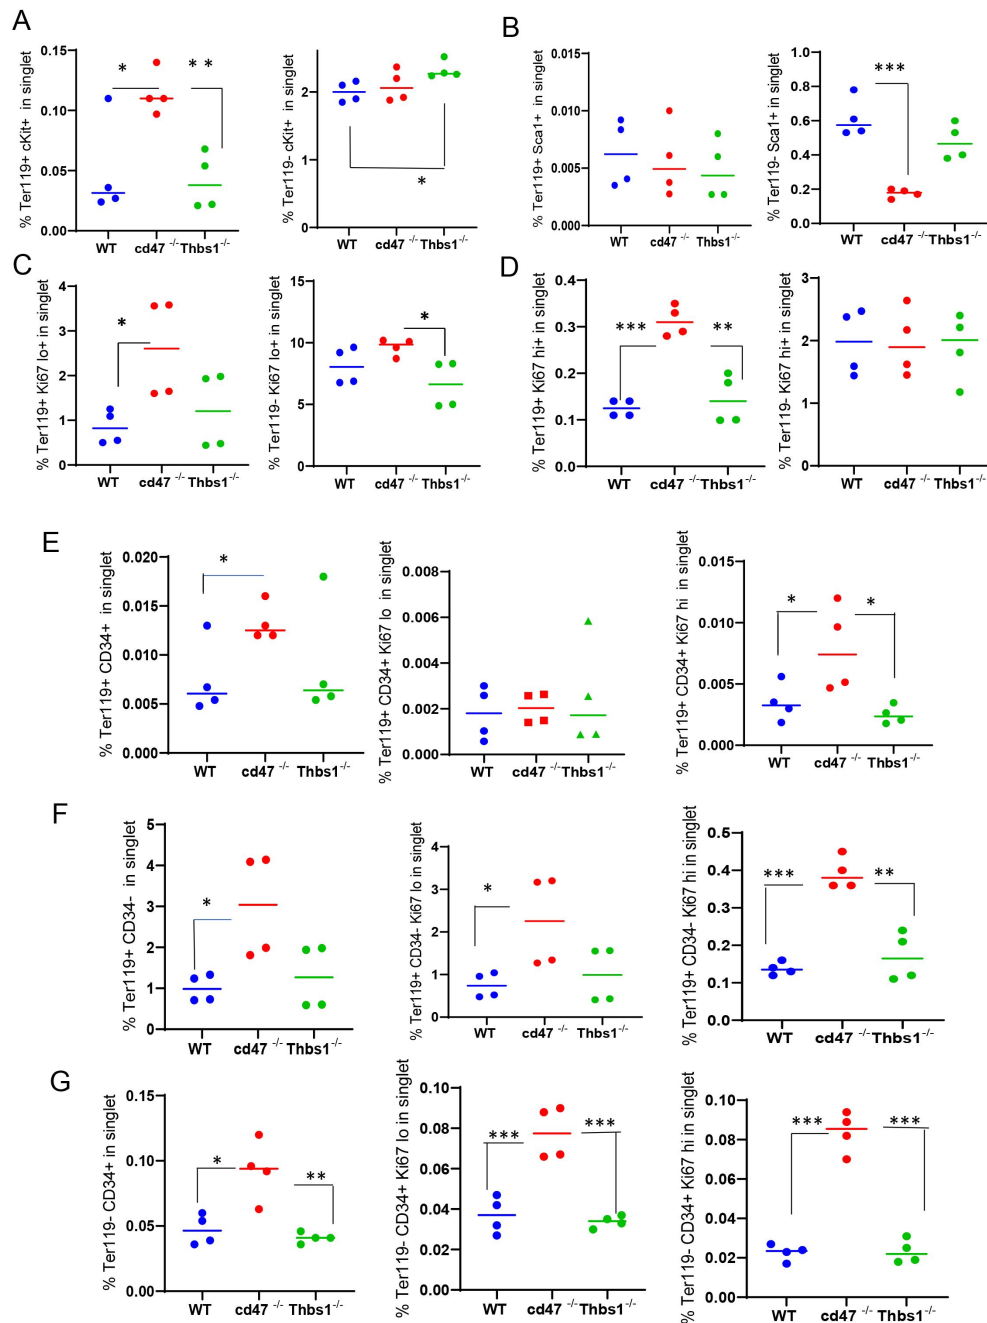 A
% Ter119+ cKit+ in singlet
0.15
0.10
0.05
0.00
*
* *
WT cd47 -/- Thbs1-/-
% Ter119- cKit+ in singlet
2
1
0
*
WT cd47 -/- Thbs1-/-
B
% Ter119+ Sca1+ in singlet
0.015
0.010
0.005
0.000
WT cd47 -/- Thbs1-/-
% Ter119- Sca1+ in singlet
1.0
0.8
0.6
0.4
0.2
0.0
***
WT cd47 -/- Thbs1-/-
C
% Ter119+ Ki67 lo+ in singlet
4
3
2
1
0
*
WT cd47 -/- Thbs1-/-
% Ter119- Ki67 lo+ in singlet
15
10
5
0
*
WT cd47 -/- Thbs1-/-
D
% Ter119+ Ki67 hi+ in singlet
0.4
0.3
0.2
0.1
0.0
***
**
WT cd47 -/- Thbs1-/-
% Ter119- Ki67 hi+ in singlet
3
2
1
0
WT cd47 -/- Thbs1-/-
E
% Ter119+ CD34+ in singlet
0.020
0.015
0.010
0.005
0.000
*
WT cd47 -/- Thbs1-/-
% Ter119+ CD34+ Ki67 lo in singlet
0.008
0.006
0.004
0.002
0.000
WT cd47 -/- Thbs1-/-
% Ter119+ CD34+ Ki67 hi in singlet
0.015
0.010
0.005
0.000
*
*
WT cd47 -/- Thbs1-/-
F
% Ter119+ CD34- in singlet
5
4
3
2
1
0
*
WT cd47 -/- Thbs1-/-
% Ter119+ CD34- Ki67 lo in singlet
4
3
2
1
0
*
WT cd47 -/- Thbs1-/-
% Ter119+ CD34- Ki67 hi in singlet
0.5
0.4
0.3
0.2
0.1
0.0
***
**
WT cd47 -/- Thbs1-/-
G
% Ter119- CD34+ in singlet
0.15
0.10
0.05
0.00
*
**
WT cd47 -/- Thbs1-/-
% Ter119- CD34+ Ki67 lo in singlet
0.10
0.08
0.06
0.04
0.02
0.00
***
***
WT cd47 -/- Thbs1-/-
% Ter119- CD34+ Ki67 hi in singlet
0.10
0.08
0.06
0.04
0.02
0.00
***
***
WT cd47 -/- Thbs1-/-